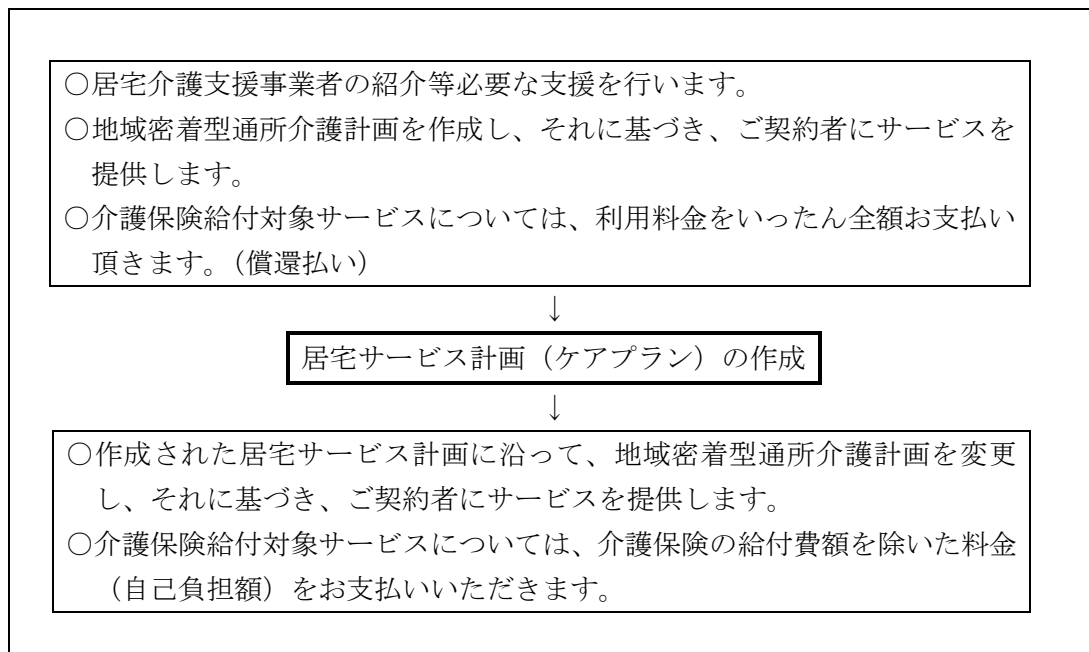 ○居宅介護支援事業者の紹介等必要な支援を行います。
○地域密着型通所介護計画を作成し、それに基づき、ご契約者にサービスを
提供します。
○介護保険給付対象サービスについては、利用料金をいったん全額お支払い
頂きます。（償還払い）
↓
居宅サービス計画（ケアプラン）の作成
↓
○作成された居宅サービス計画に沿って、地域密着型通所介護計画を変更
し、それに基づき、ご契約者にサービスを提供します。
○介護保険給付対象サービスについては、介護保険の給付費額を除いた料金
（自己負担額）をお支払いいただきます。